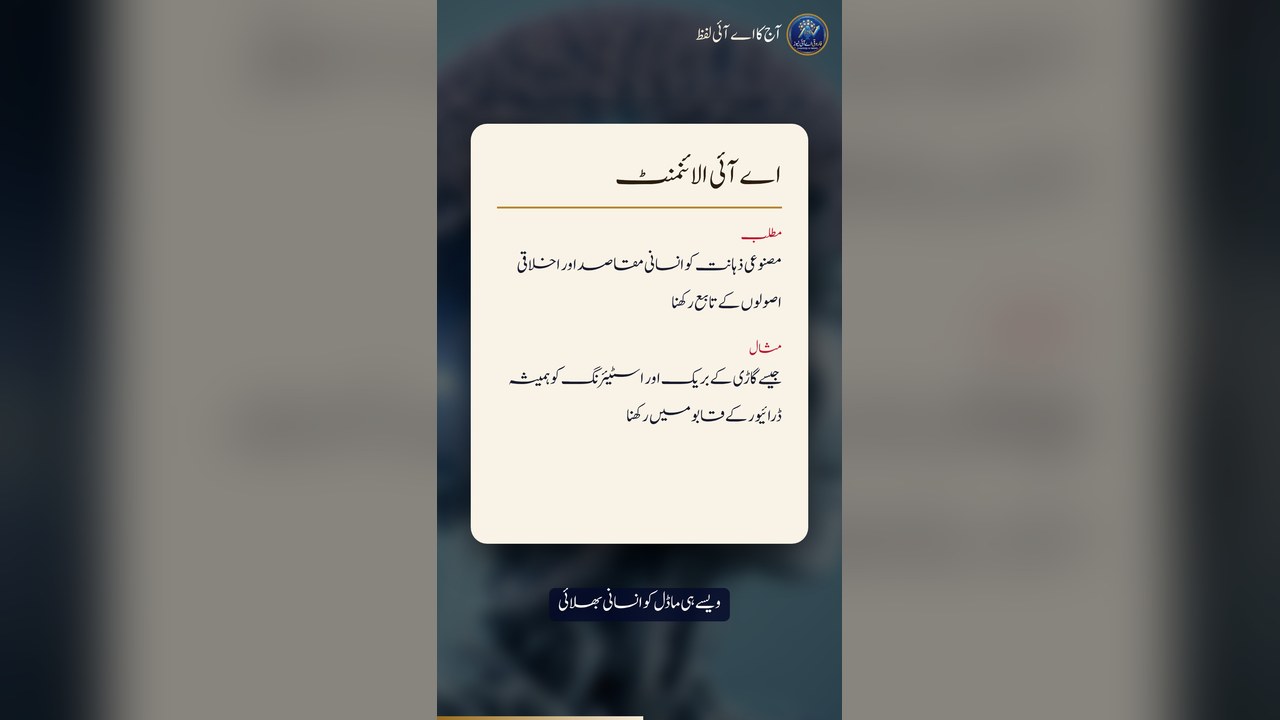 آج کا اے آئی لفظ
اے آئی الائنمنٹ
مطلب
مصنوعی ذہانت کو انسانی مقاصد اور اخلاقی
اصولوں کے تابع رکھنا
مثال
جیسے گاڑی کے بریک اور اسٹیئرنگ کو ہمیشہ
ڈرائیور کے قابو میں رکھنا
ویسے ہی ماڈل کو انسانی بھلائی